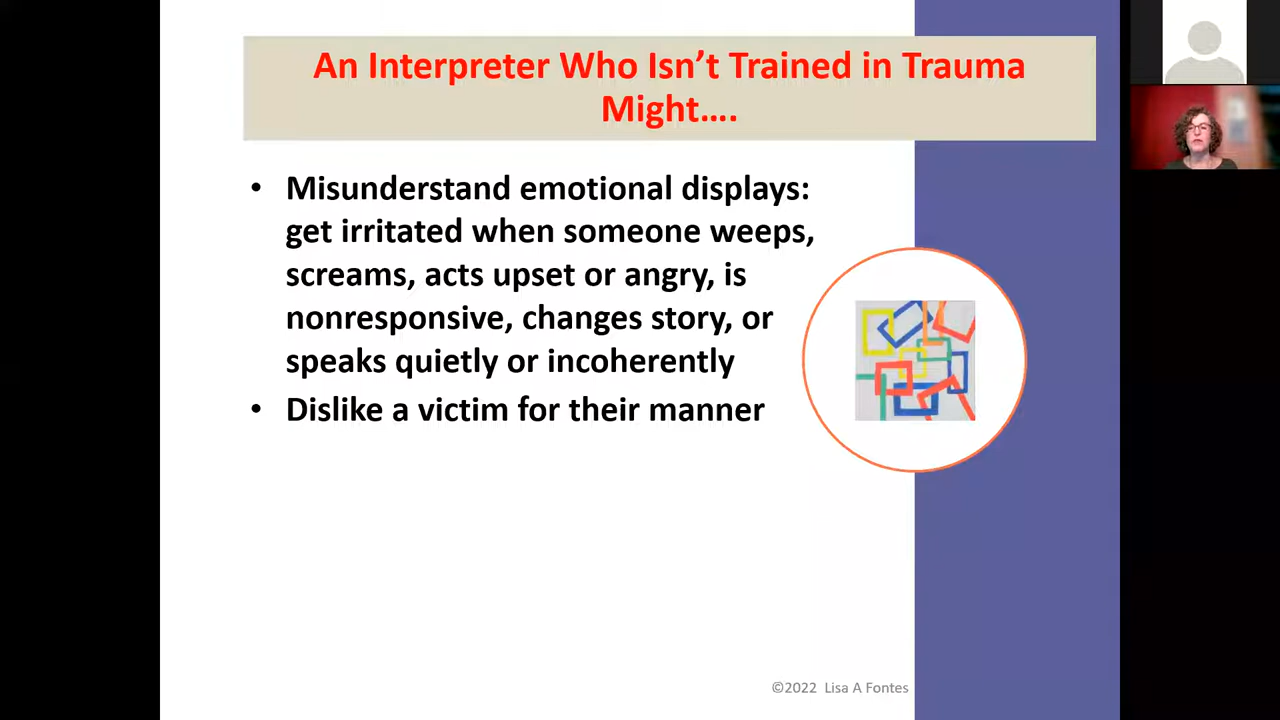 An Interpreter Who Isn’t Trained in Trauma
Might….
• Misunderstand emotional displays:
get irritated when someone weeps,
screams, acts upset or angry, is
nonresponsive, changes story, or
speaks quietly or incoherently
• Dislike a victim for their manner
©2022 Lisa A Fontes